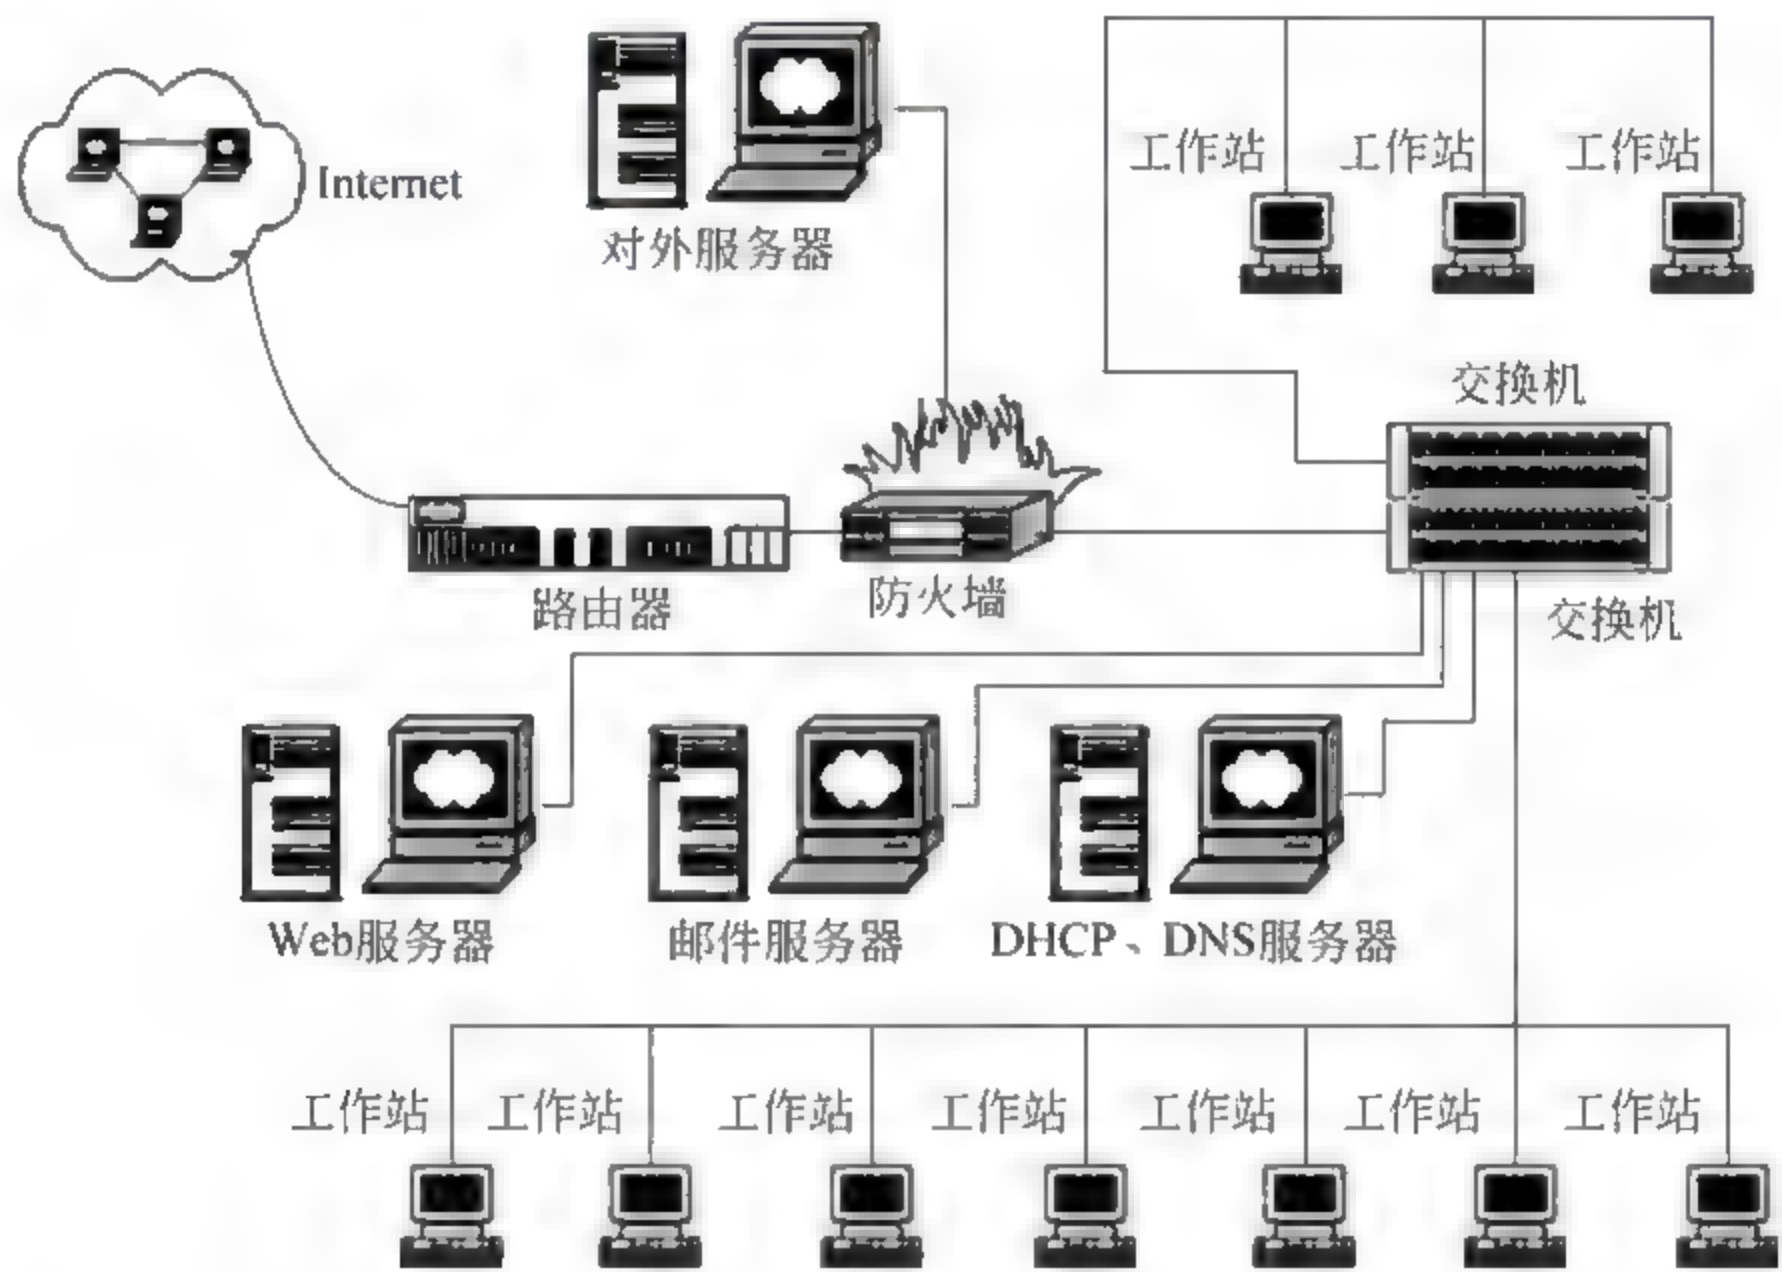 Internet
对外服务器
工作站
工作站
工作站
交换机
路由器
防火墙
交换机
Web服务器
邮件服务器
DHCP、DNS服务器
工作站
工作站
工作站
工作站
工作站
工作站
工作站